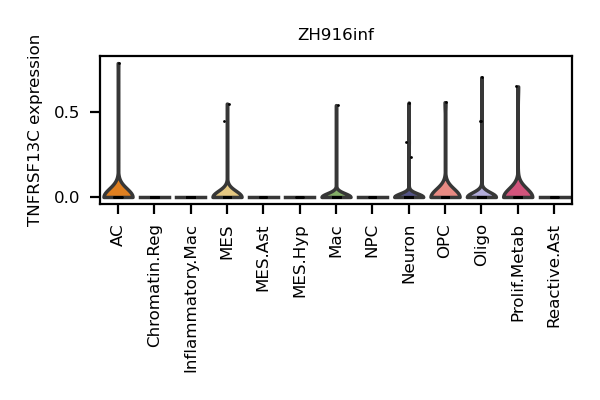 ZH916inf
TNFRSF13C expression
0.5
0.0
AC
Chromatin.Reg
Inflammatory.Mac
MES
MES.Ast
MES.Hyp
Mac
NPC
Neuron
OPC
Oligo
Prolif.Metab
Reactive.Ast